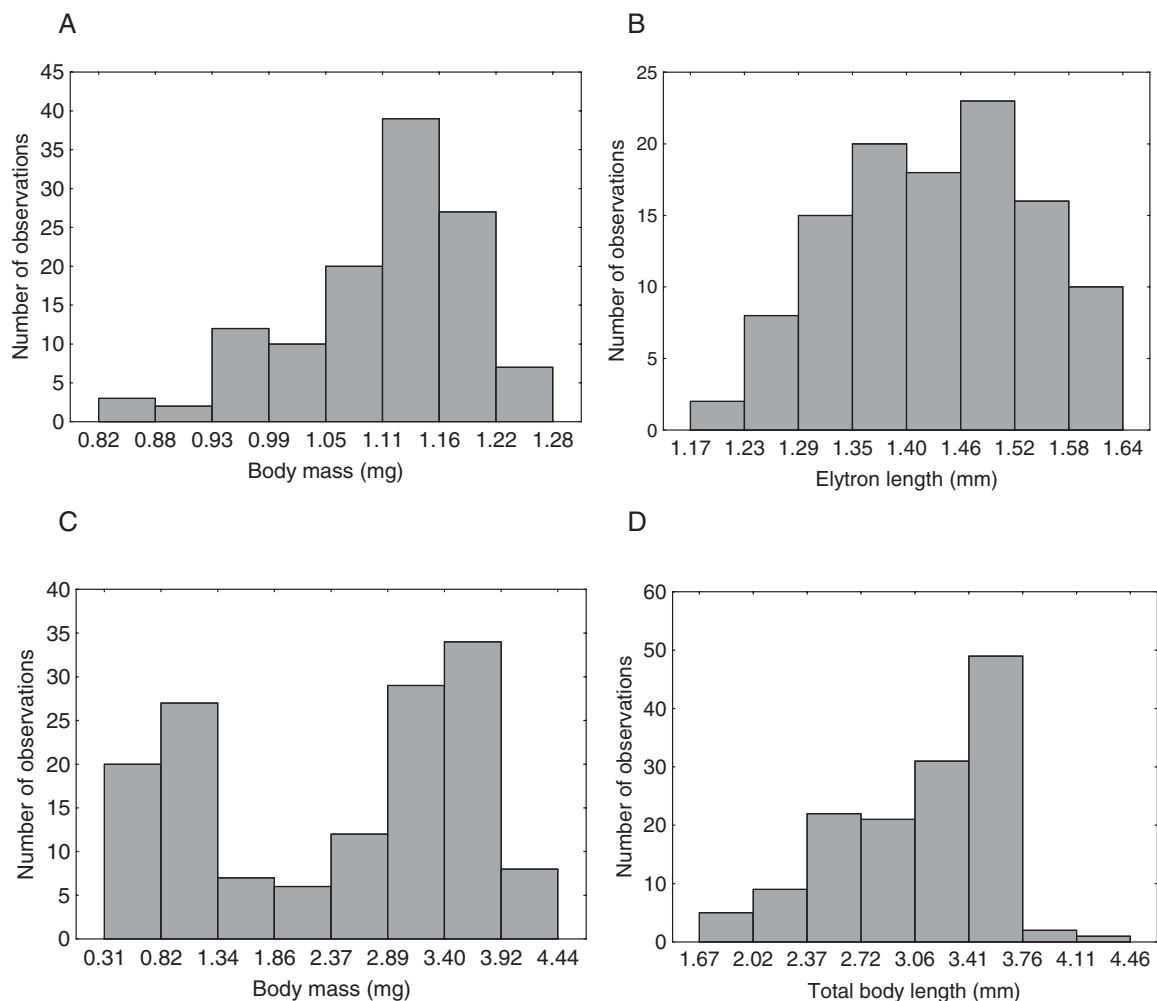 A
Number of observations
45
40
35
30
25
20
15
10
5
0
0.82 0.88 0.93 0.99 1.05 1.11 1.16 1.22 1.28
Body mass (mg)
B
Number of observations
25
20
15
10
5
0
1.17 1.23 1.29 1.35 1.40 1.46 1.52 1.58 1.64
Elytron length (mm)
C
Number of observations
40
35
30
25
20
15
10
5
0
0.31 0.82 1.34 1.86 2.37 2.89 3.40 3.92 4.44
Body mass (mg)
D
Number of observations
60
50
40
30
20
10
0
1.67 2.02 2.37 2.72 3.06 3.41 3.76 4.11 4.46
Total body length (mm)